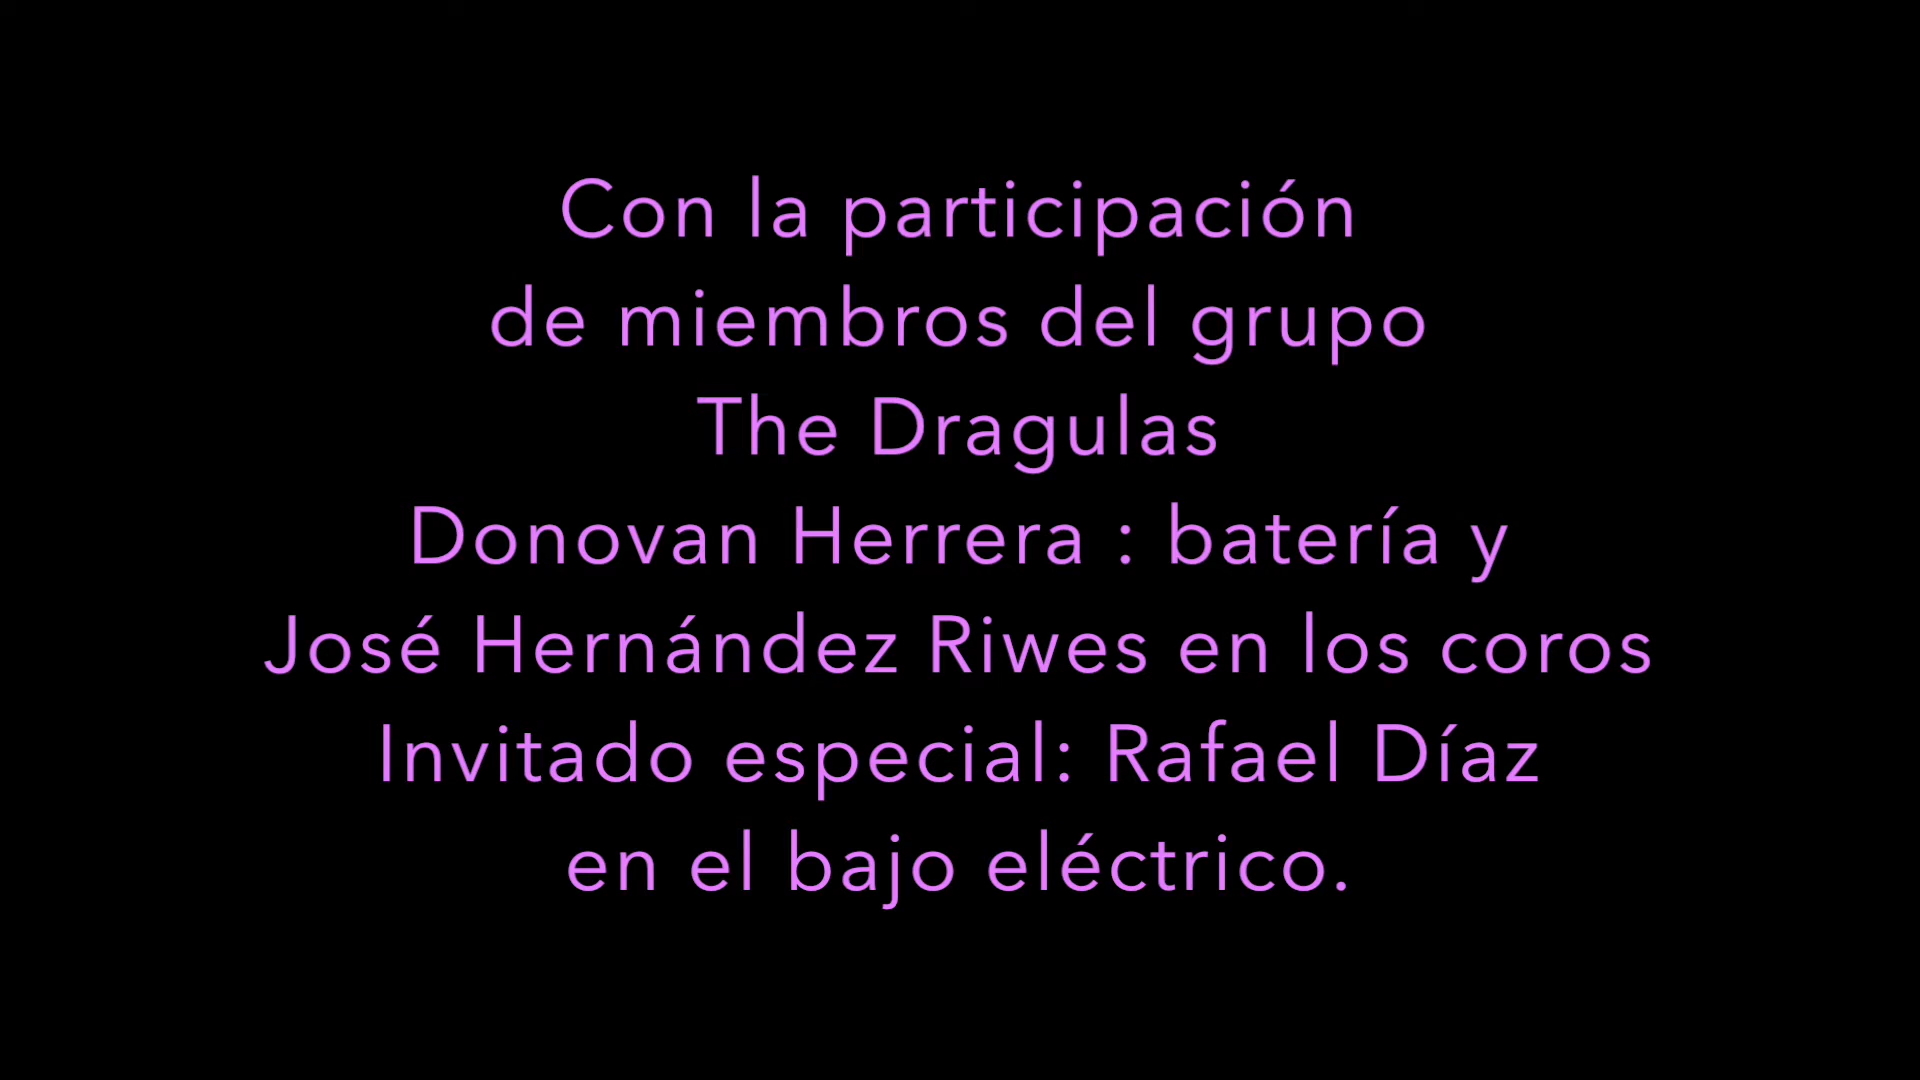 Con la participación
de miembros del grupo
The Dragulas
Donovan Herrera : batería y
José Hernández Riwes en los coros
Invitado especial: Rafael Díaz
en el bajo eléctrico.